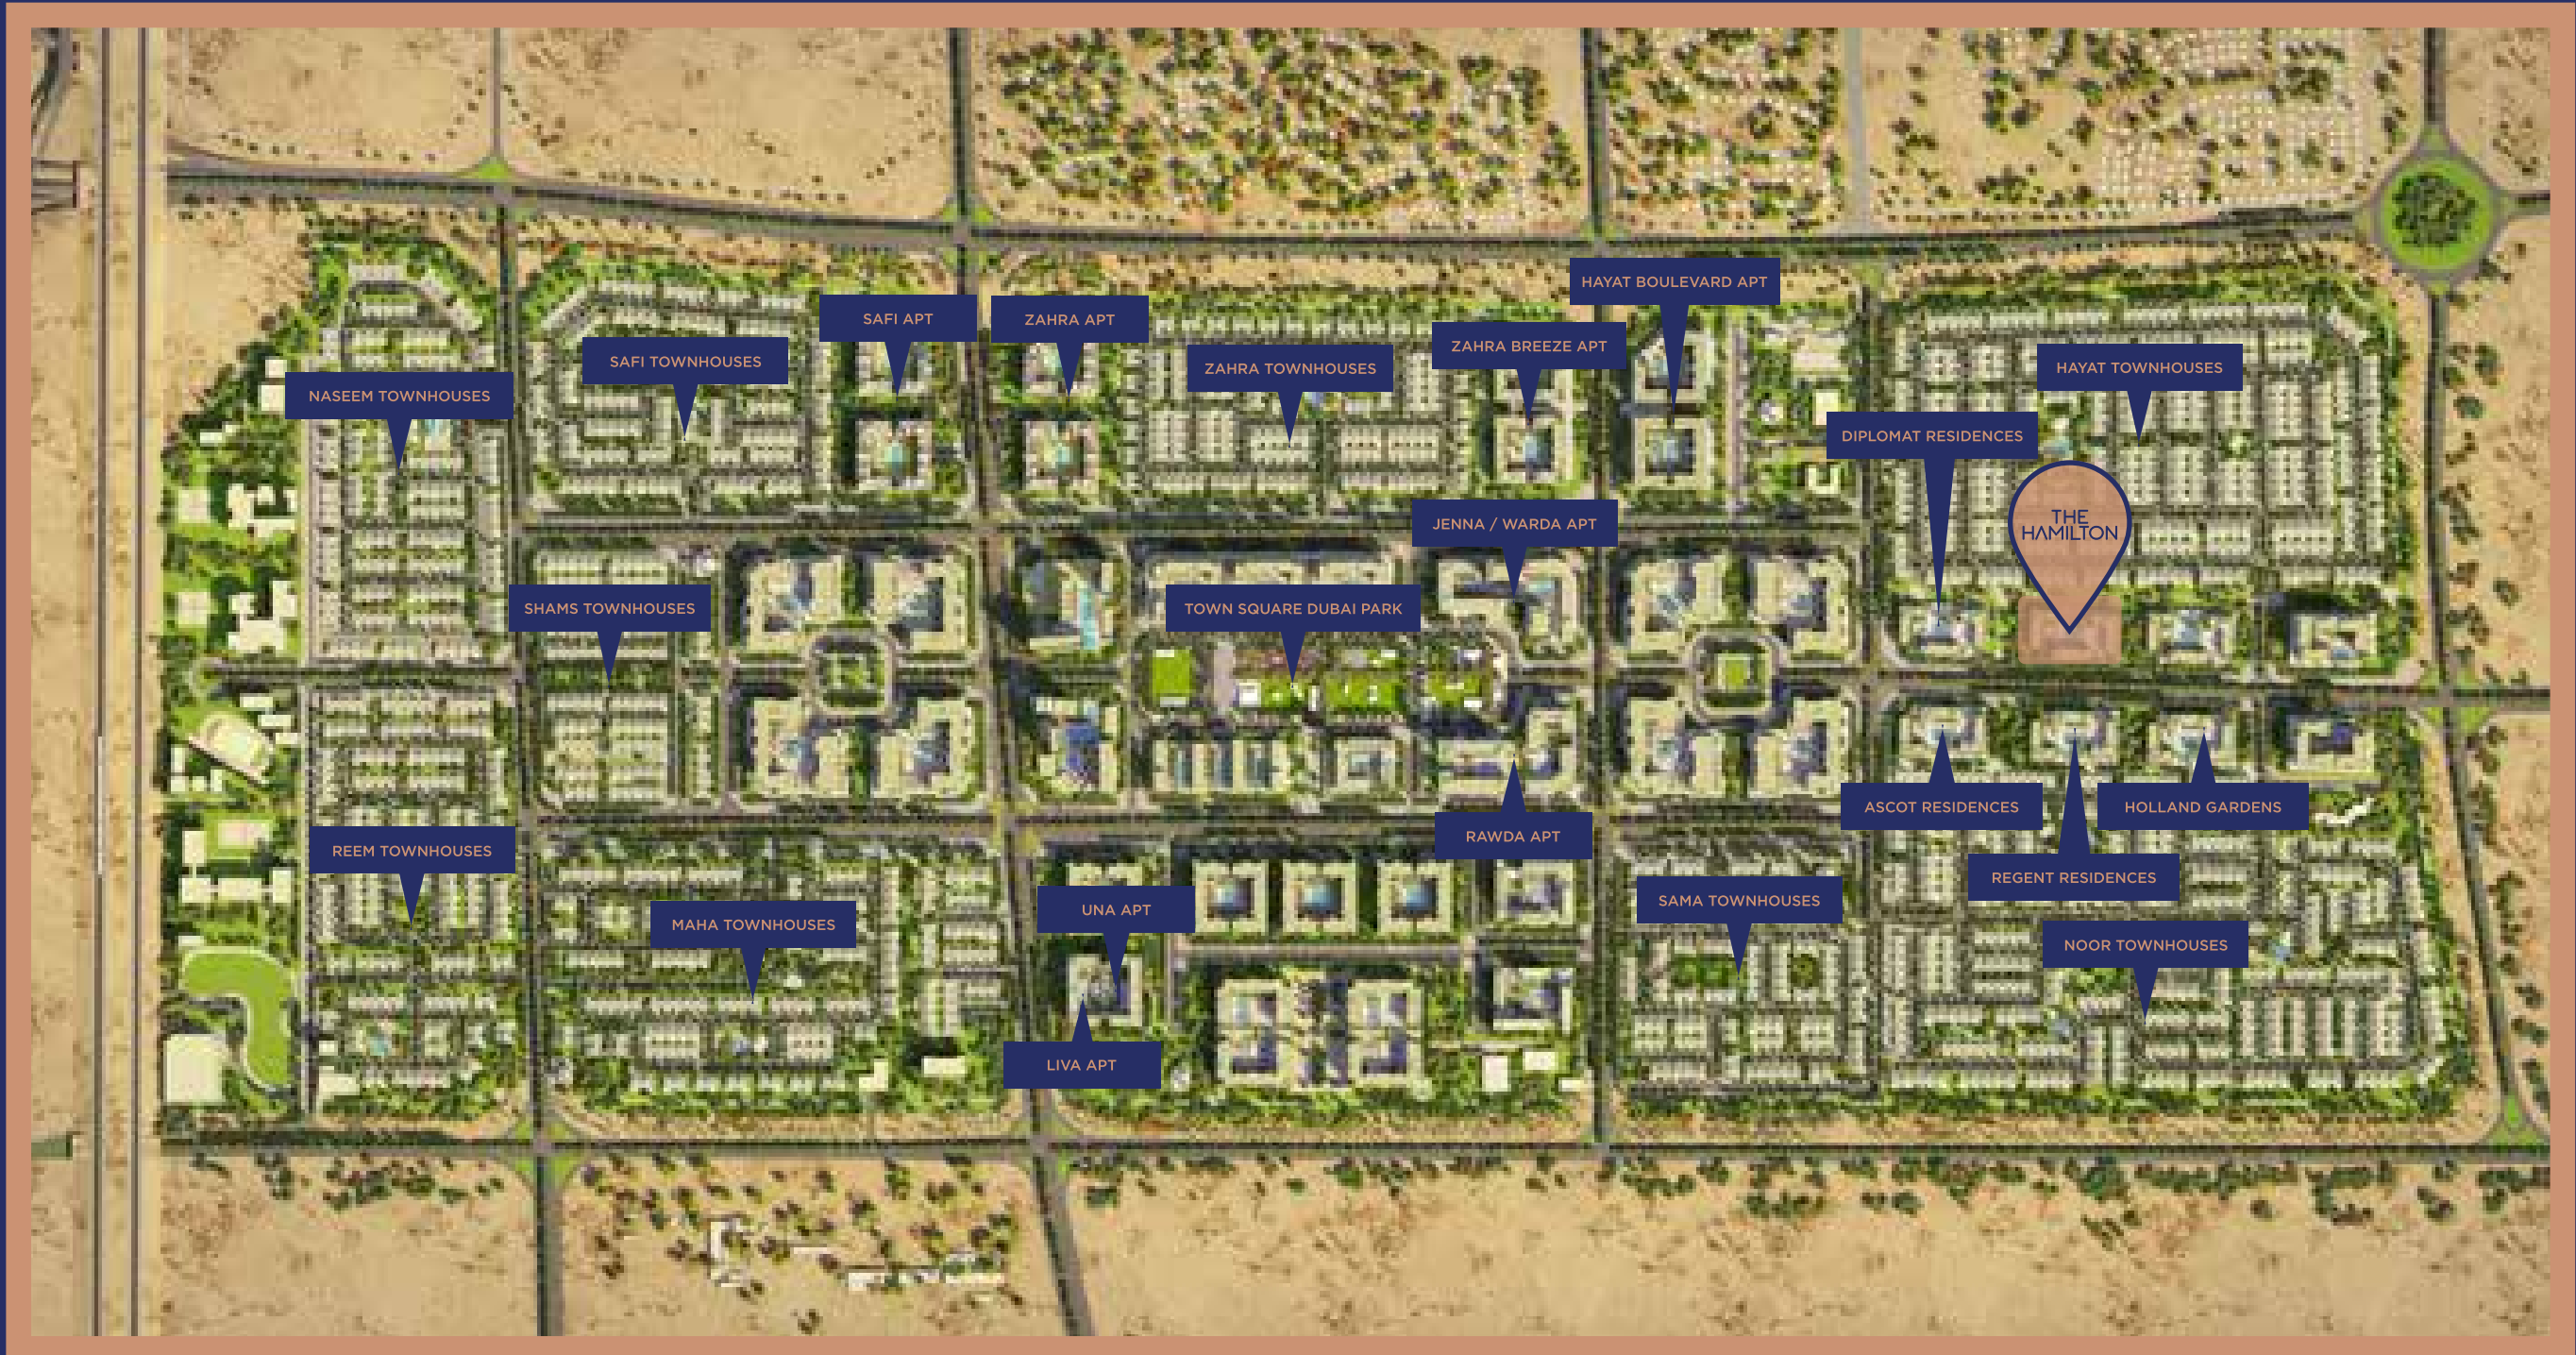 HAYAT BOULEVARD APT
SAFI APT
ZAHRA APT
ZAHRA BREEZE APT
SAFI TOWNHOUSES
ZAHRA TOWNHOUSES
HAYAT TOWNHOUSES
NASEEM TOWNHOUSES
DIPLOMAT RESIDENCES
JENNA / WARDA APT
THE
HAMILTON
SHAMS TOWNHOUSES
TOWN SQUARE DUBAI PARK
ASCOT RESIDENCES
HOLLAND GARDENS
RAWDA APT
REEM TOWNHOUSES
REGENT RESIDENCES
SAMA TOWNHOUSES
UNA APT
MAHA TOWNHOUSES
NOOR TOWNHOUSES
LIVA APT